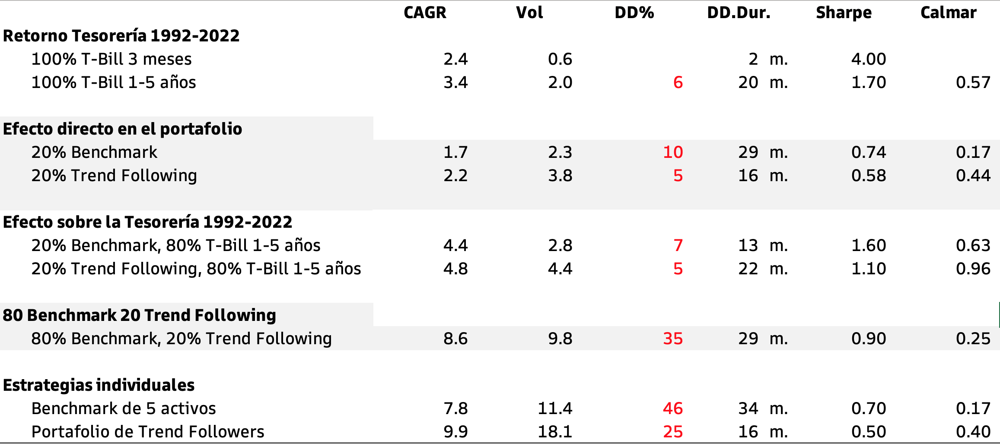 CAGR Vol DD% DD.Dur. Sharpe Calmar
Retorno Tesorería 1992-2022
100% T-Bill 3 meses 2.4 0.6 2 m. 4.00
100% T-Bill 1-5 años 3.4 2.0 6 20 m. 1.70 0.57
Efecto directo en el portafolio
20% Benchmark 1.7 2.3 10 29 m. 0.74 0.17
20% Trend Following 2.2 3.8 5 16 m. 0.58 0.44
Efecto sobre la Tesorería 1992-2022
20% Benchmark, 80% T-Bill 1-5 años 4.4 2.8 7 13 m. 1.60 0.63
20% Trend Following, 80% T-Bill 1-5 años 4.8 4.4 5 22 m. 1.10 0.96
80 Benchmark 20 Trend Following
80% Benchmark, 20% Trend Following 8.6 9.8 35 29 m. 0.90 0.25
Estrategias individuales
Benchmark de 5 activos 7.8 11.4 46 34 m. 0.70 0.17
Portafolio de Trend Followers 9.9 18.1 25 16 m. 0.50 0.40